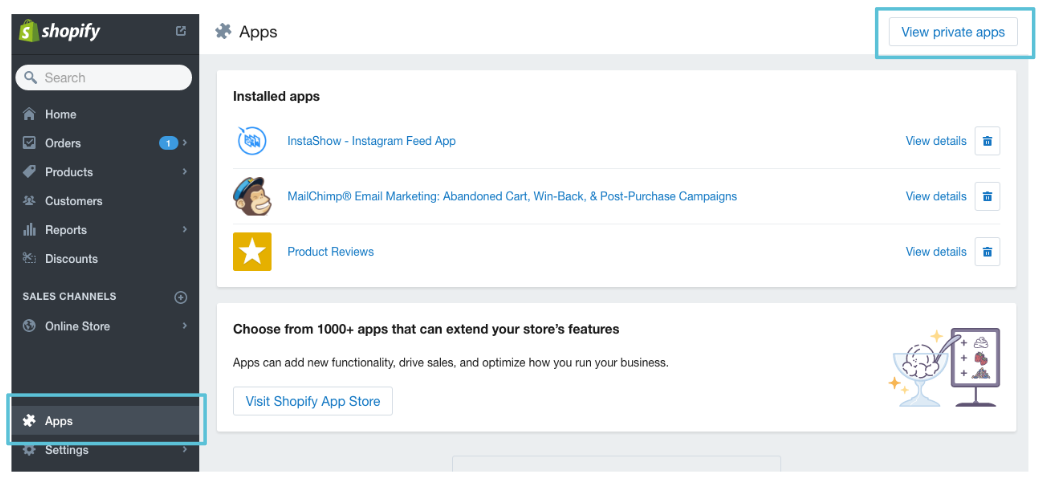 shopify
Apps
View private apps
Search
Home
Orders
1
Products
Customers
Reports
Discounts
SALES CHANNELS
Online Store
Apps
Settings
Installed apps
InstaShow - Instagram Feed App
View details
MailChimp® Email Marketing: Abandoned Cart, Win-Back, & Post-Purchase Campaigns
View details
Product Reviews
View details
Choose from 1000+ apps that can extend your store's features
Apps can add new functionality, drive sales, and optimize how you run your business.
Visit Shopify App Store